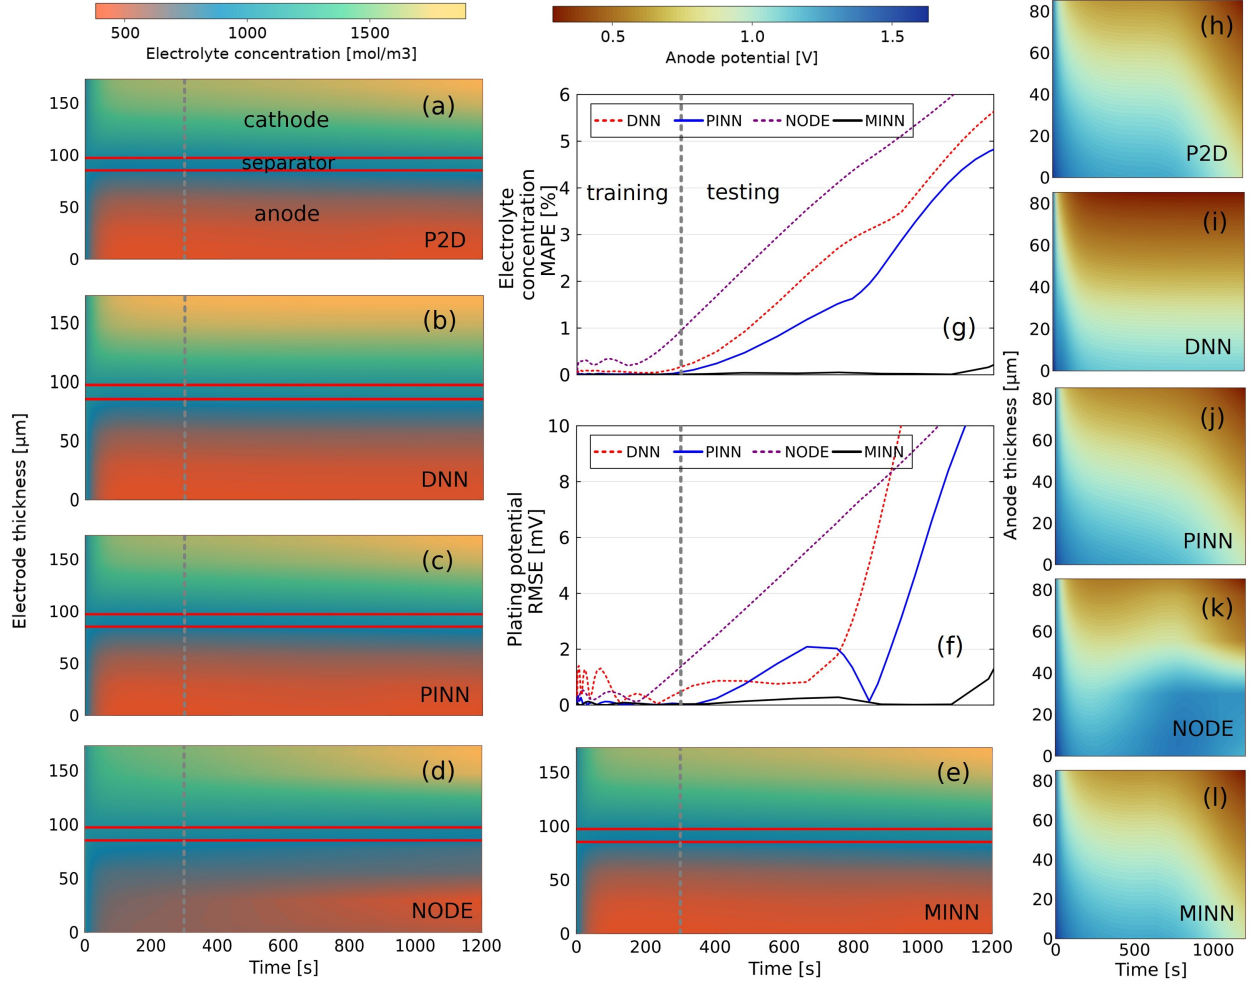 500
1000
1500
Electrolyte concentration [mol/m3]
0.5
1.0
1.5
Anode potential [V]
Electrode thickness [μm]
150
100
50
0
(a)
cathode
separator
anode
P2D
150
100
50
0
(b)
DNN
150
100
50
0
(c)
PINN
150
100
50
0
(d)
NODE
0
200
400
600
800
1000
1200
Time [s]
Electrolyte
concentration
MAPE [%]
6
5
4
3
2
1
0
DNN
PINN
NODE
MINN
training
testing
(g)
Plating potential
RMSE [mV]
10
8
6
4
2
0
DNN
PINN
NODE
MINN
(f)
150
100
50
0
(e)
MINN
0
200
400
600
800
1000
1200
Time [s]
Anode thickness [μm]
80
60
40
20
0
(h)
P2D
80
60
40
20
0
(i)
DNN
80
60
40
20
0
(j)
PINN
80
60
40
20
0
(k)
NODE
80
60
40
20
0
(l)
MINN
0
500
1000
Time [s]